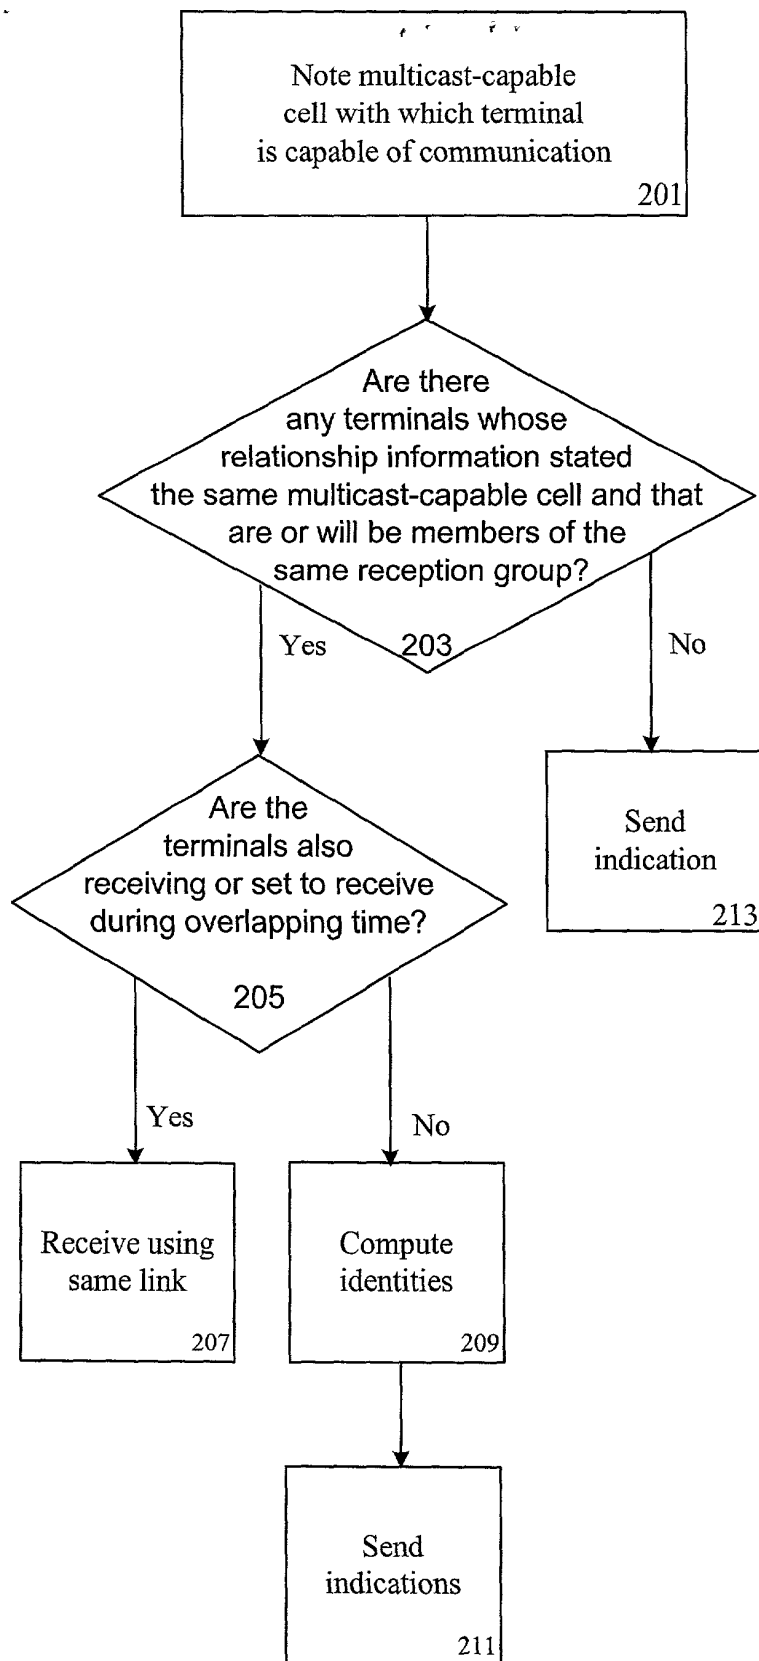 Note multicast-capable
cell with which terminal
is capable of communication
201
Are there
any terminals whose
relationship information stated
the same multicast-capable cell and that
are or will be members of the
same reception group?
203
Yes
No
Are the
terminals also
receiving or set to receive
during overlapping time?
205
Send
indication
213
Yes
No
Receive using
same link
207
Compute
identities
209
Send
indications
211